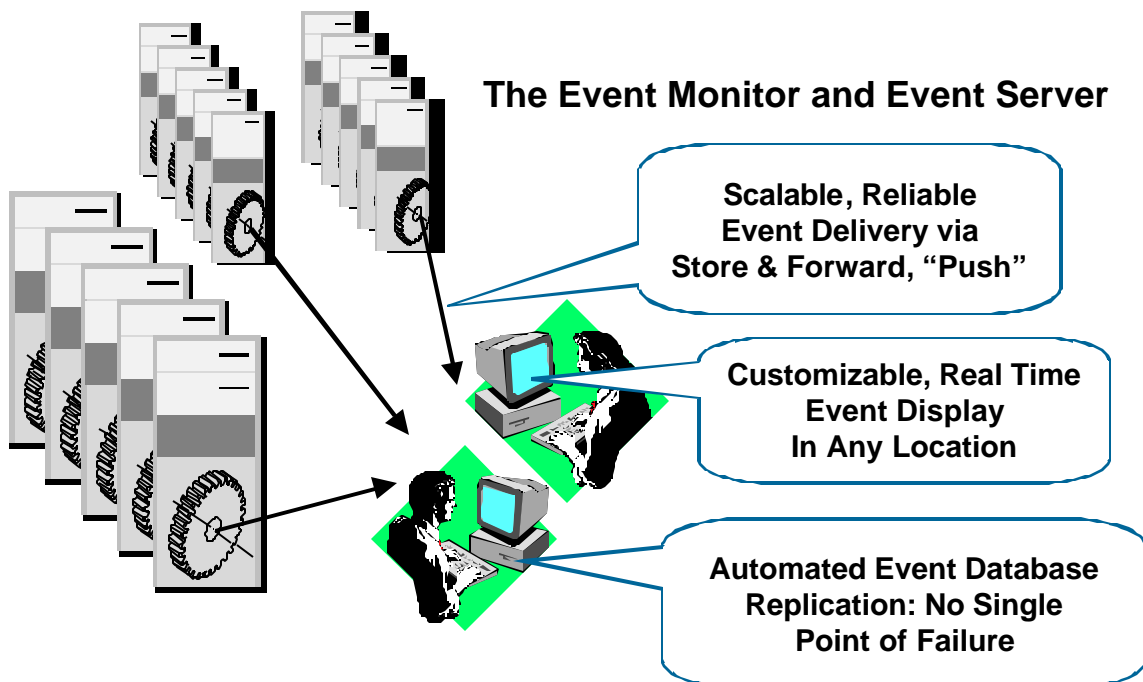 The Event Monitor and Event Server
Scalable, Reliable
Event Delivery via
Store & Forward, “Push”
Customizable, Real Time
Event Display
In Any Location
Automated Event Database
Replication: No Single
Point of Failure